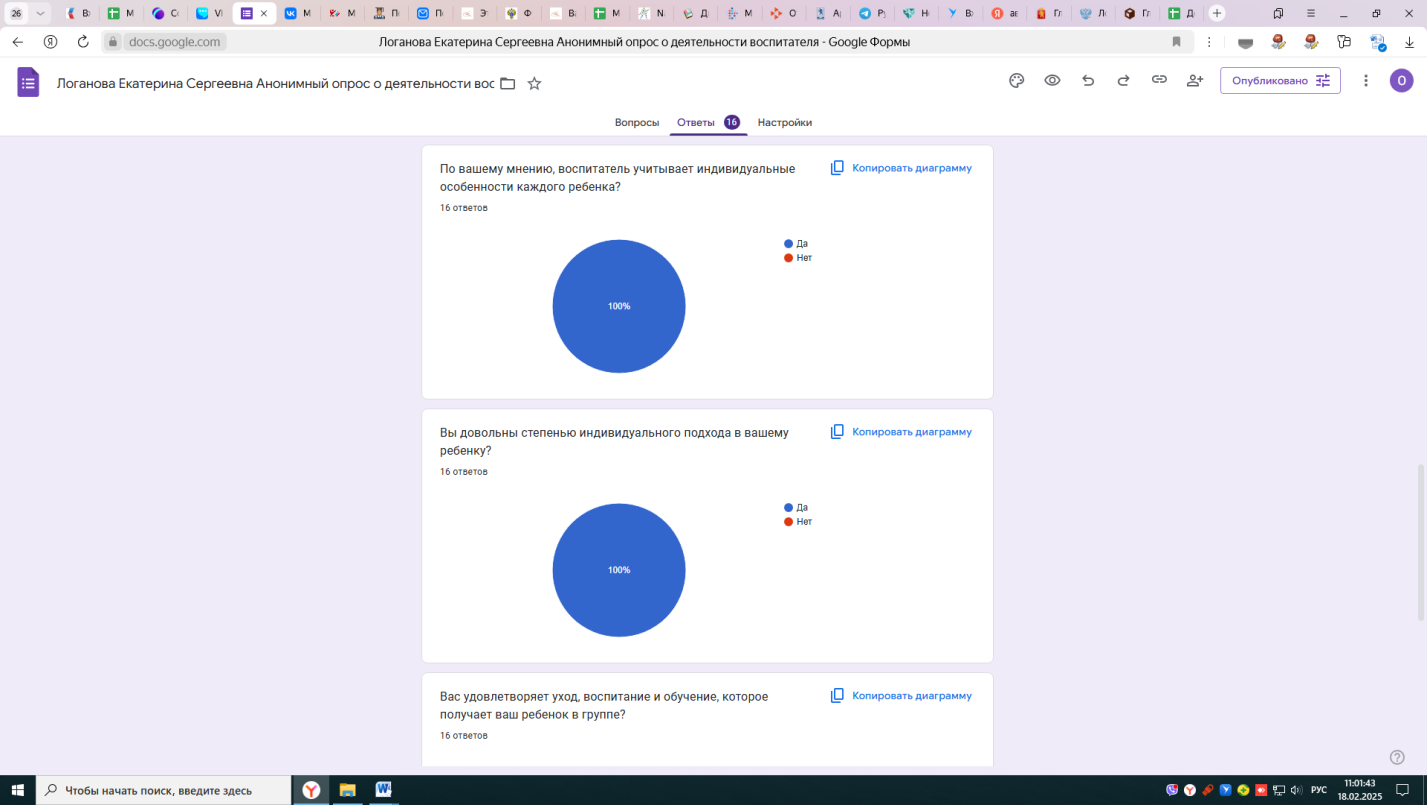 26
docs.google.com
Логанова Екатерина Сергеевна Анонимный опрос о деятельности воспитателя - Google Формы
Логанова Екатерина Сергеевна Анонимный опрос о деятельности вос
Опубликовано
О
Вопросы
Ответы 16
Настройки
По вашему мнению, воспитатель учитывает индивидуальные
особенности каждого ребенка?
Копировать диаграмму
16 ответов
Да
Нет
100%
Вы довольны степенью индивидуального подхода в вашему
ребенку?
Копировать диаграмму
16 ответов
Да
Нет
100%
Вас удовлетворяет уход, воспитание и обучение, которое
получает ваш ребенок в группе?
Копировать диаграмму
16 ответов
Чтобы начать поиск, введите здесь
РУС
11:01:43
18.02.2025